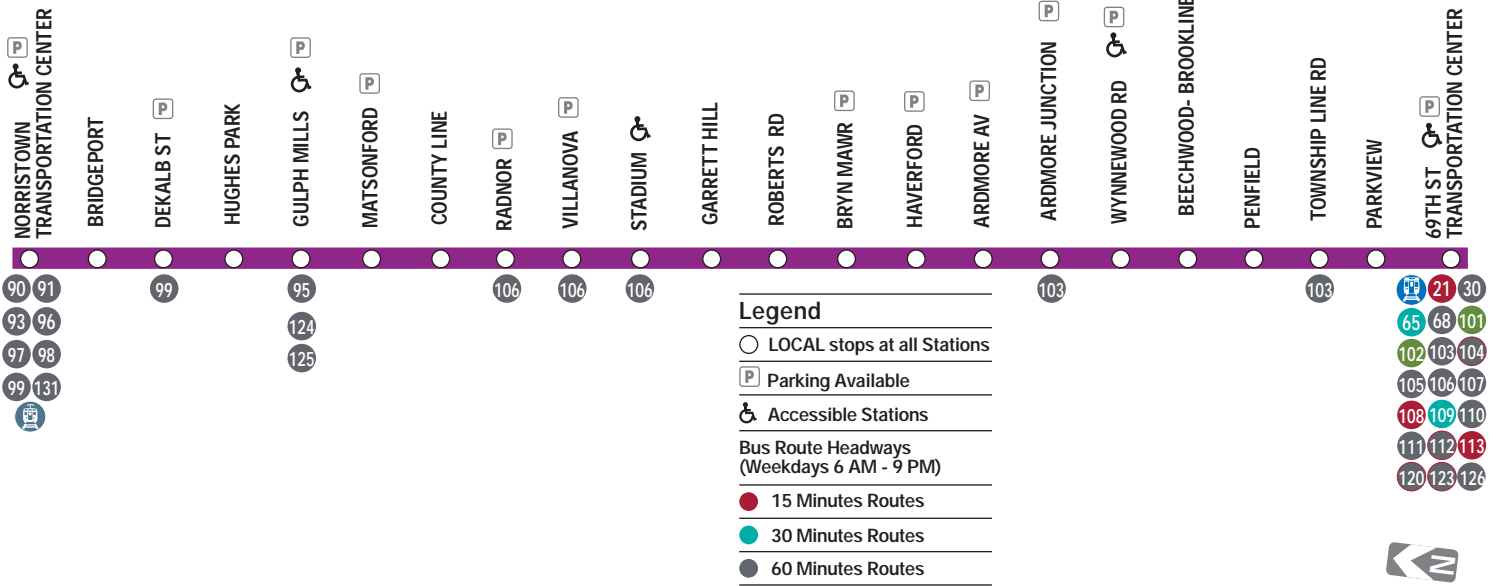 P
NORRISTOWN
TRANSPORTATION CENTER
BRIDGEPORT
DEKALB ST P
HUGHES PARK
GULPH MILLS P
MATSONFORD P
COUNTY LINE
RADNOR P
VILLANOVA P
STADIUM
GARRETT HILL
ROBERTS RD
BRYN MAWR P
HAVERFORD P
ARDMORE AV P
ARDMORE JUNCTION P
WYNNEWOOD RD P
BEECHWOOD- BROOKLINE
PENFIELD
TOWNSHIP LINE RD
PARKVIEW
69TH ST P
TRANSPORTATION CENTER
90 91
93 96
97 98
99 131
99
95
124
125
106
106
106
103
103
21 30
65 68 101
102 103 104
105 106 107
108 109 110
111 112 113
120 123 126
Legend
LOCAL stops at all Stations
P Parking Available
Accessible Stations
Bus Route Headways
(Weekdays 6 AM - 9 PM)
15 Minutes Routes
30 Minutes Routes
60 Minutes Routes
N